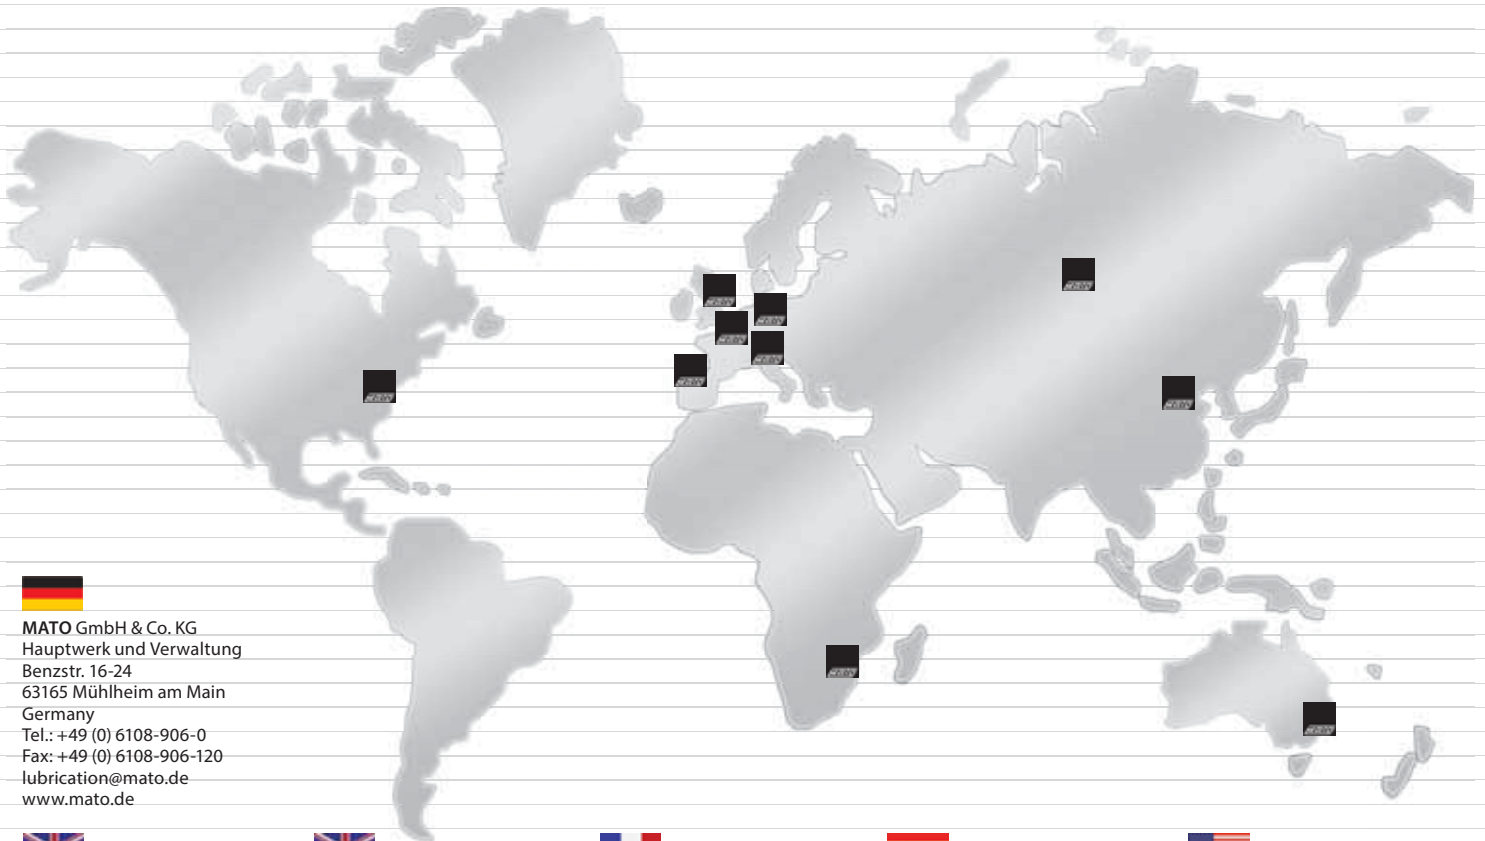 MATO GmbH & Co. KG
Hauptwerk und Verwaltung
Benzstr. 16-24
63165 Mühlheim am Main
Germany
Tel.: +49 (0) 6108-906-0
Fax: +49 (0) 6108-906-120
lubrication@mato.de
www.mato.de